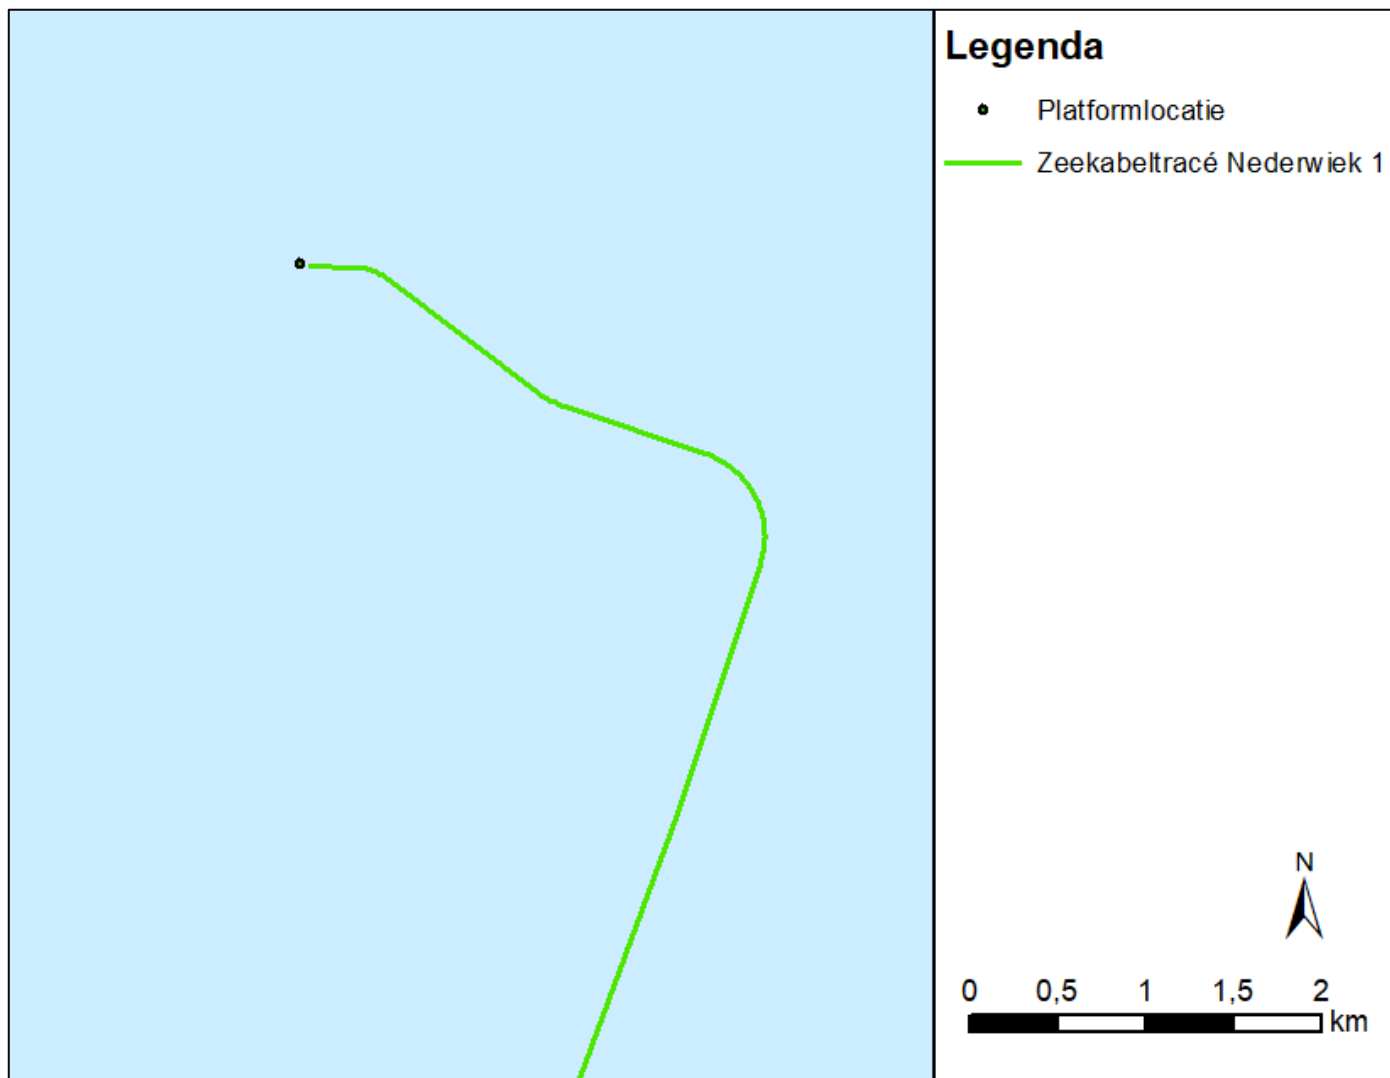 Legenda
Platformlocatie
Zeekabeltracé Nederwiek 1
N
0 0,5 1 1,5 2
km